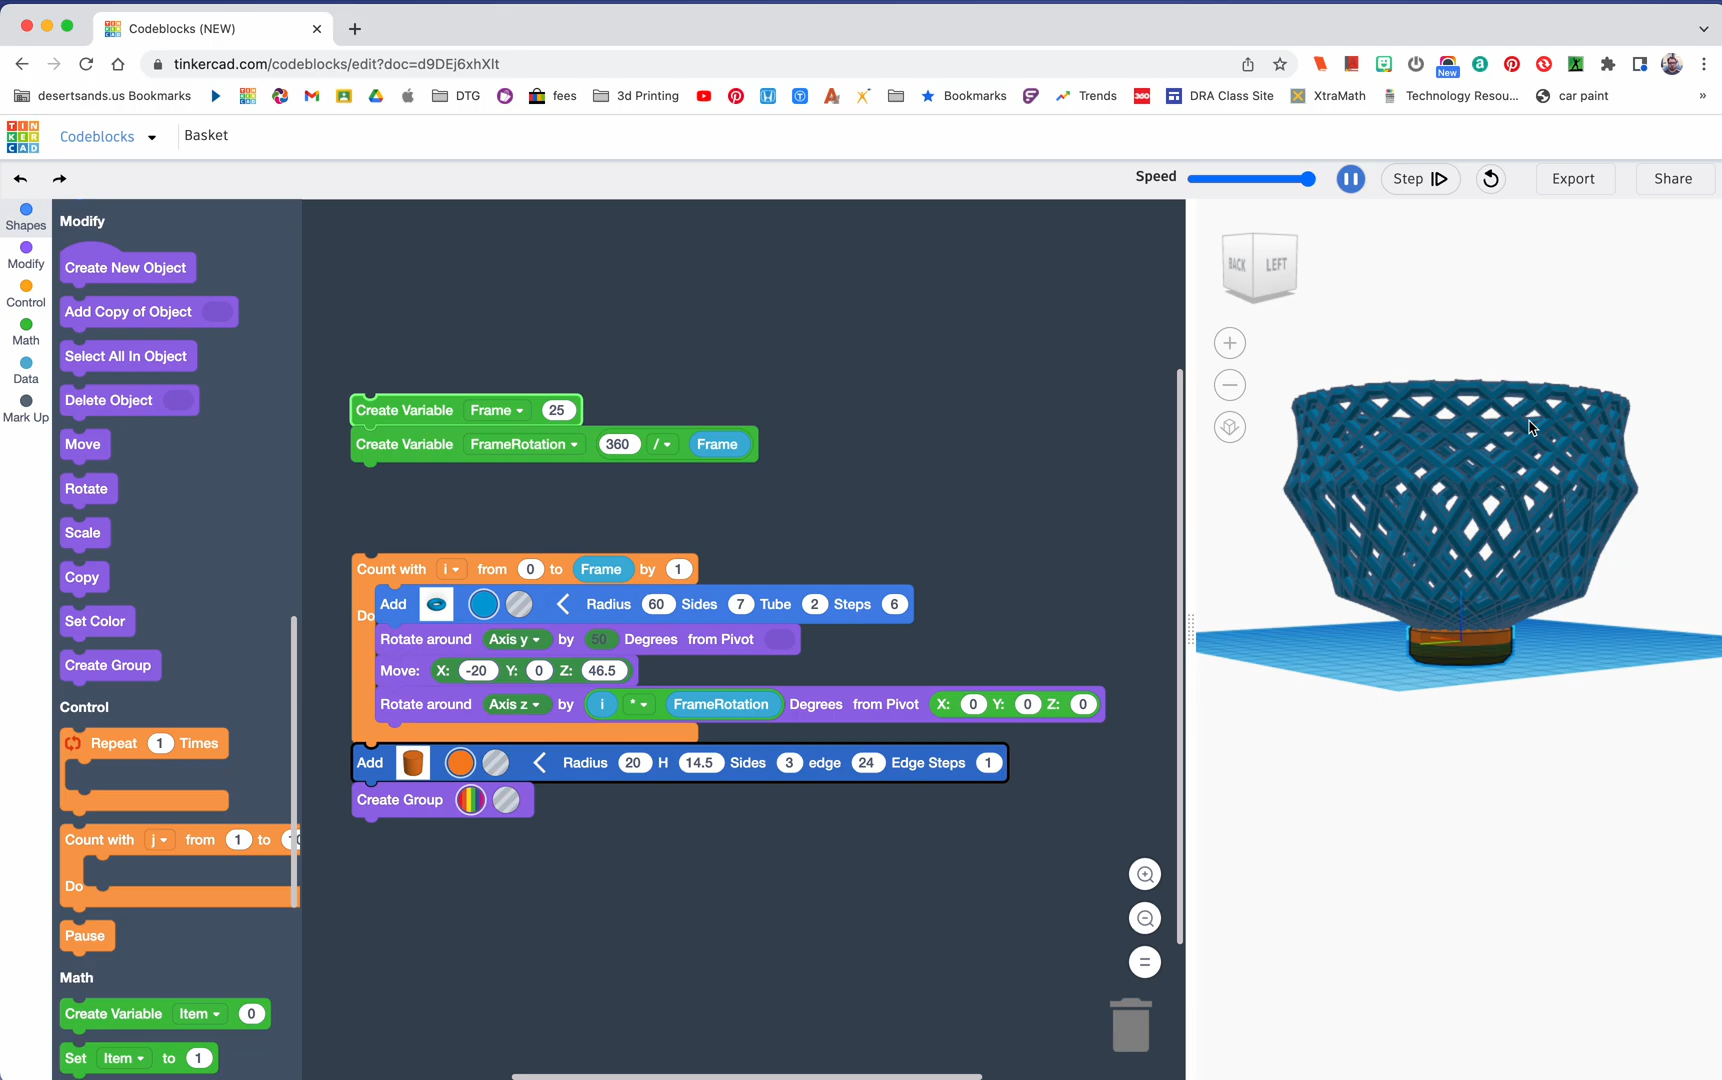 Codeblocks (NEW)
tinkercad.com/codeblocks/edit?doc=d9DEj6xhXlt
New
desertsands.us Bookmarks
DTG
fees
3d Printing
Bookmarks
Trends
DRA Class Site
XtraMath
Technology Resou...
car paint
»
TIN
KER
CAD
Codeblocks
Basket
Speed
Step
Export
Share
Shapes
Modify
Control
Math
Data
Mark Up
Modify
Create New Object
Add Copy of Object
Select All In Object
Delete Object
Move
Rotate
Scale
Copy
Set Color
Create Group
Control
Repeat 1 Times
Count with j from 1 to
Do
Pause
Math
Create Variable Item 0
Set Item to 1
Create Variable Frame 25
Create Variable FrameRotation 360 / Frame
Count with i from 0 to Frame by 1
Do
Add Radius 60 Sides 7 Tube 2 Steps 6
Rotate around Axis y by 50 Degrees from Pivot
Move: X: -20 Y: 0 Z: 46.5
Rotate around Axis z by i * FrameRotation Degrees from Pivot X: 0 Y: 0 Z: 0
Add Radius 20 H 14.5 Sides 3 edge 24 Edge Steps 1
Create Group
BACK
LEFT